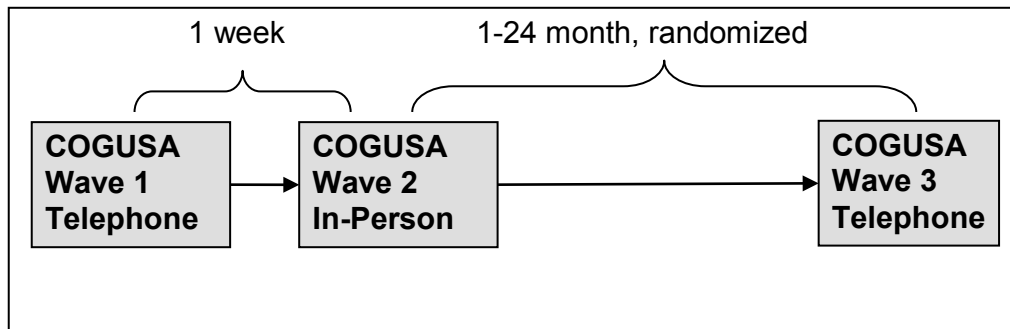 1 week
1-24 month, randomized
COGUSA
Wave 1
Telephone
COGUSA
Wave 2
In-Person
COGUSA
Wave 3
Telephone